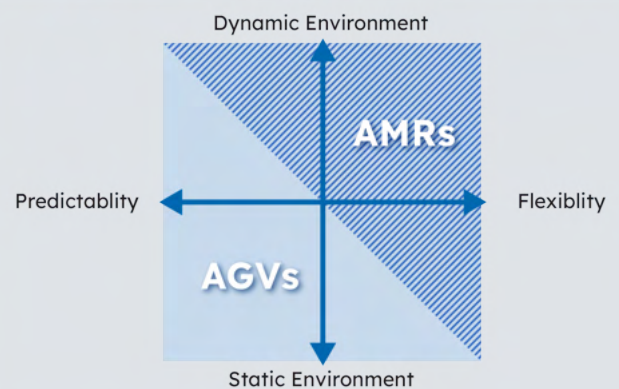 Dynamic Environment
AMRs
Predictablity
Flexiblity
AGVs
Static Environment